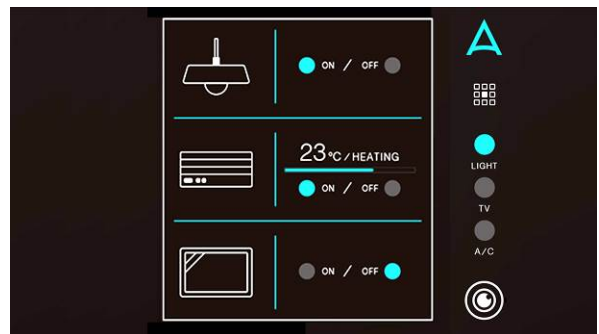 ON / OFF
23°C/HEATING
ON / OFF
ON / OFF
LIGHT
TV
A/C